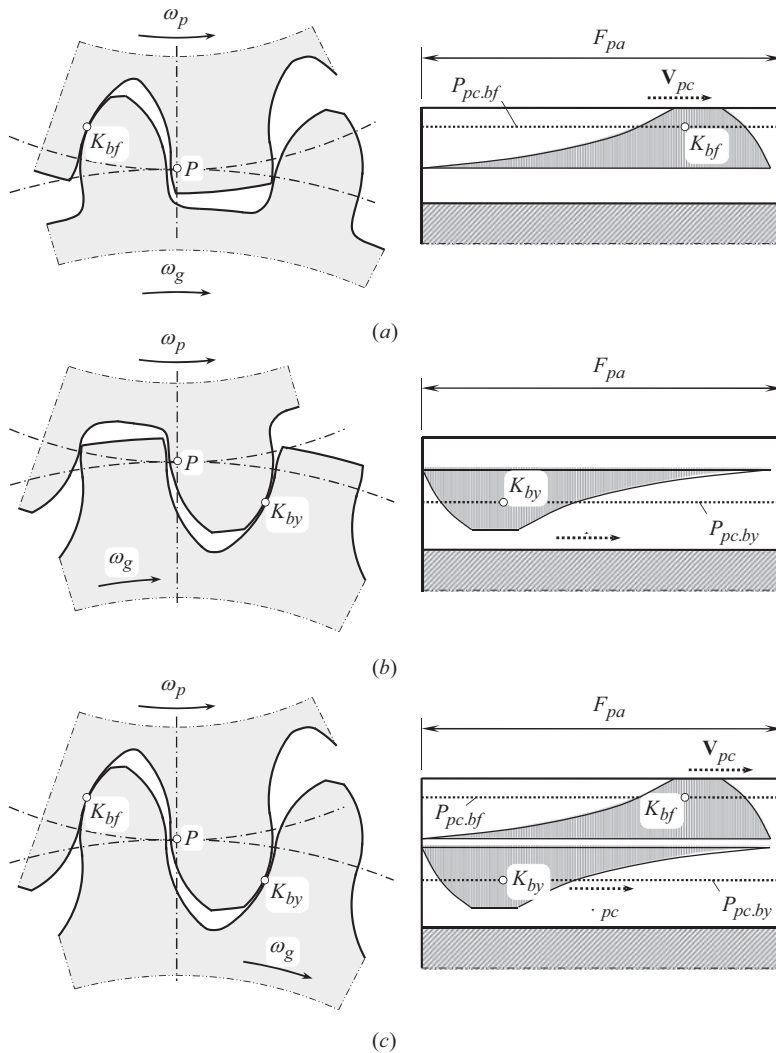 ω_p
F_pa
V_pc
P_pc.bf
K_bf
K_bf
P
ω_g
(a)
ω_p
F_pa
P
K_by
K_by
P_pc.by
ω_g
(b)
ω_p
F_pa
V_pc
K_bf
P_pc.bf
K_bf
P
K_by
K_by
P_pc.by
. pc
ω_g
(c)